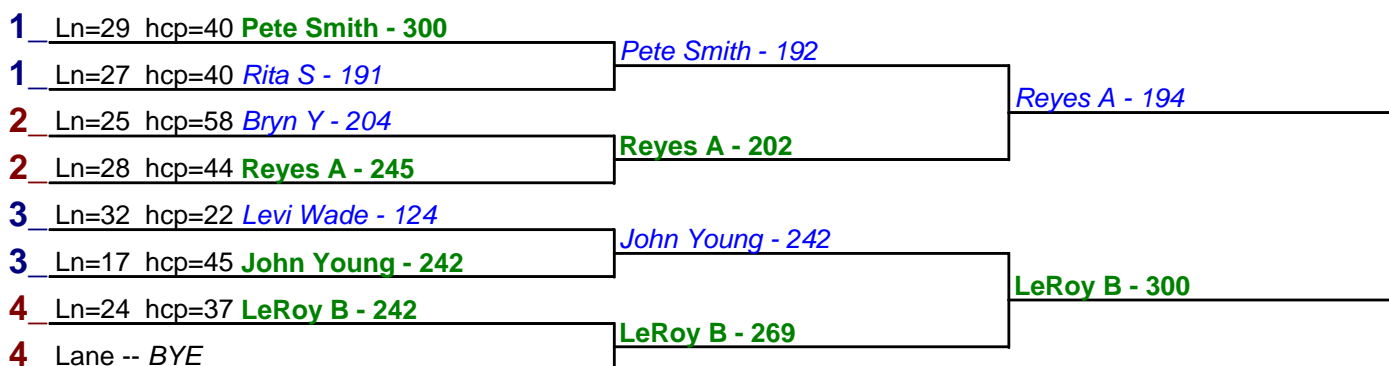 1_ Ln=29 hcp=40 Pete Smith - 300
Pete Smith - 192
1_ Ln=27 hcp=40 Rita S - 191
Reyes A - 194
2_ Ln=25 hcp=58 Bryn Y - 204
Reyes A - 202
2_ Ln=28 hcp=44 Reyes A - 245
3_ Ln=32 hcp=22 Levi Wade - 124
John Young - 242
3_ Ln=17 hcp=45 John Young - 242
LeRoy B - 300
4_ Ln=24 hcp=37 LeRoy B - 242
LeRoy B - 269
4 Lane -- BYE